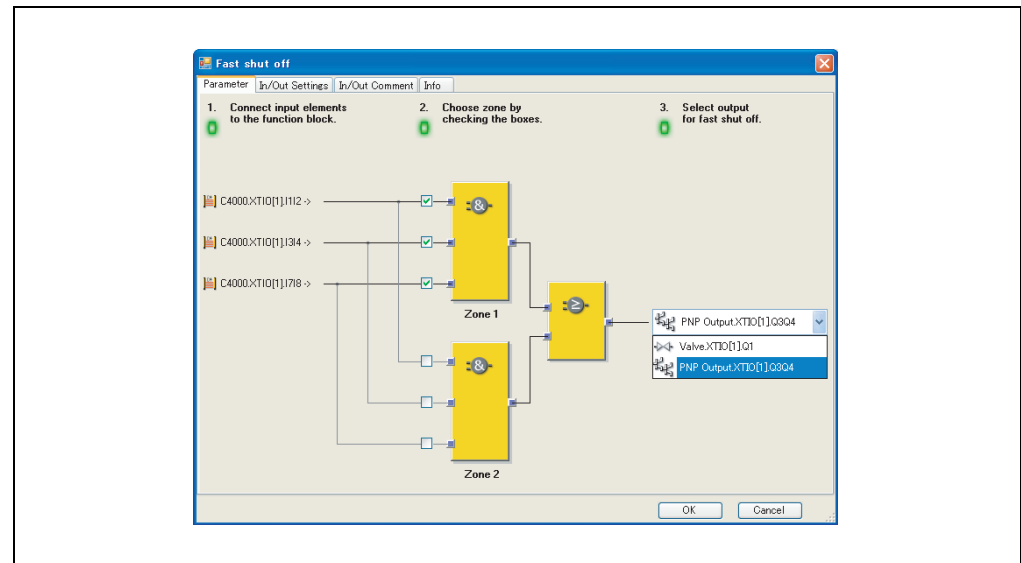 Fast shut off
Parameter In/Out Settings In/Out Comment Info
1. Connect input elements
to the function block.
2. Choose zone by
checking the boxes.
3. Select output
for fast shut off.
C4000.XTIO[1].I1I2 ->
C4000.XTIO[1].I3I4 ->
C4000.XTIO[1].I7I8 ->
&
Zone 1
≥
PNP Output.XTIO[1].Q3Q4
Valve.XTIO[1].Q1
PNP Output.XTIO[1].Q3Q4
&
Zone 2
OK Cancel